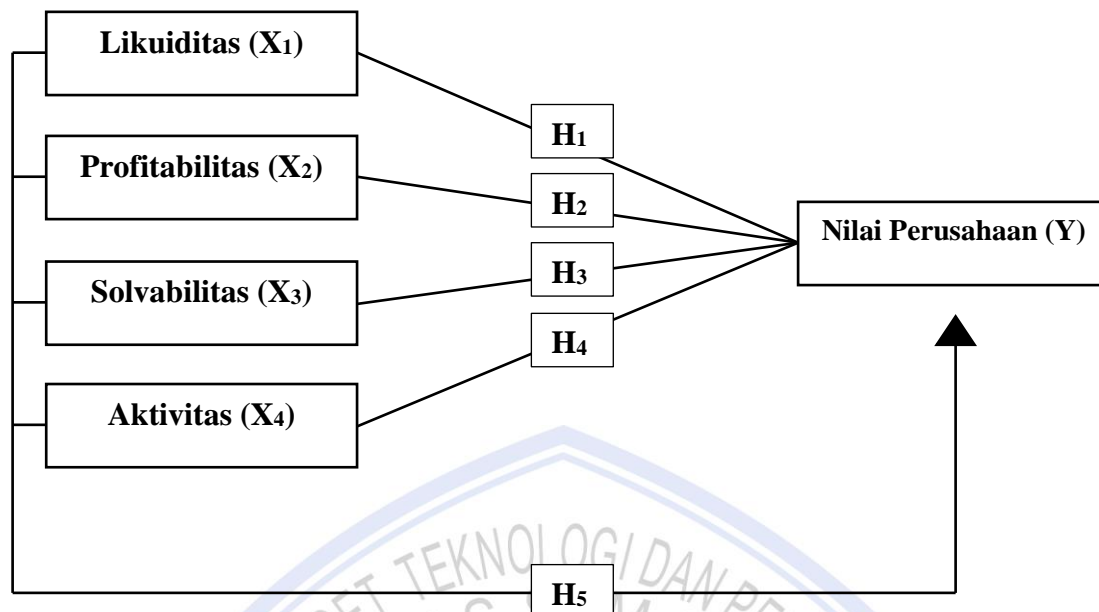 Likuiditas (X₁)
H₁
Profitabilitas (X₂)
H₂
Nilai Perusahaan (Y)
Solvabilitas (X₃)
H₃
H₄
Aktivitas (X₄)
TEKNOLOGI DAN
H₅